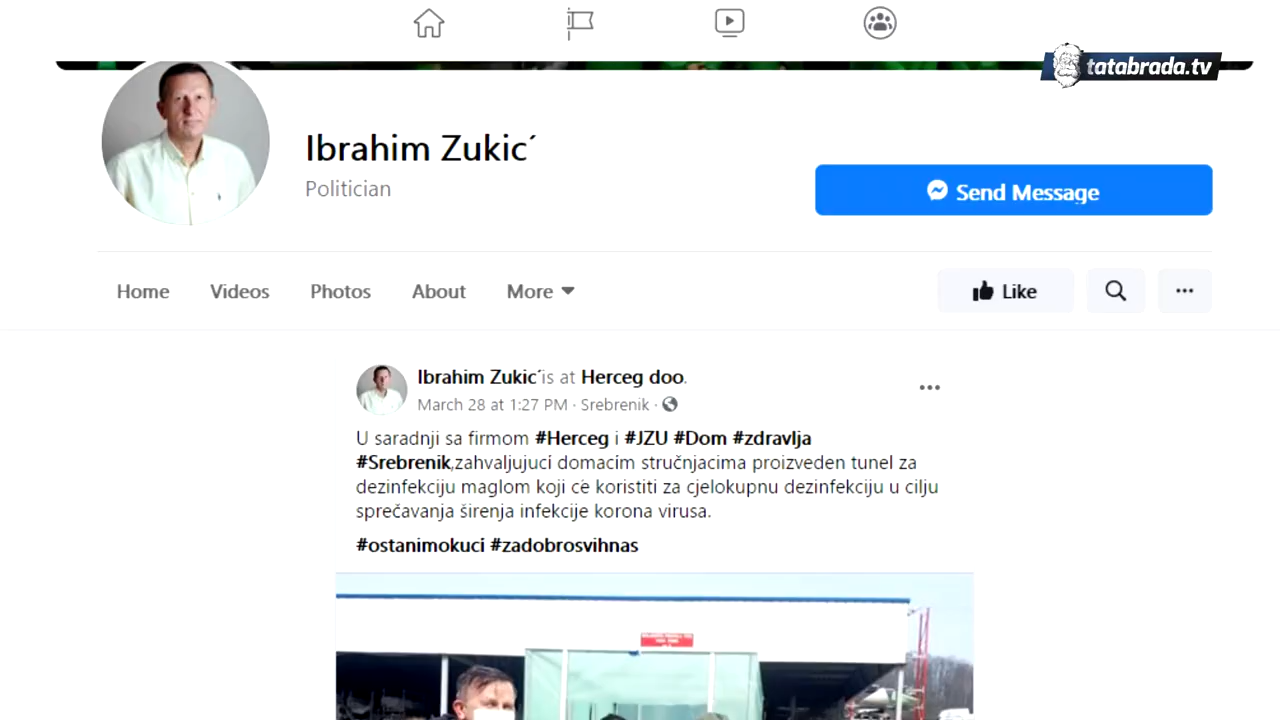 tatabrada.tv
Ibrahim Zukic´
Politician
Send Message
Home Videos Photos About More
Like
Ibrahim Zukic´is at Herceg doo.
March 28 at 1:27 PM · Srebrenik ·
U saradnji sa firmom #Herceg i #JZU #Dom #zdravlja
#Srebrenik,zahvaljujući domaćim stručnjacima proizveden tunel za
dezinfekciju maglom koji će koristiti za cjelokupnu dezinfekciju u cilju
sprečavanja širenja infekcije korona virusa.
#ostanimokuci #zadobrosvihnas